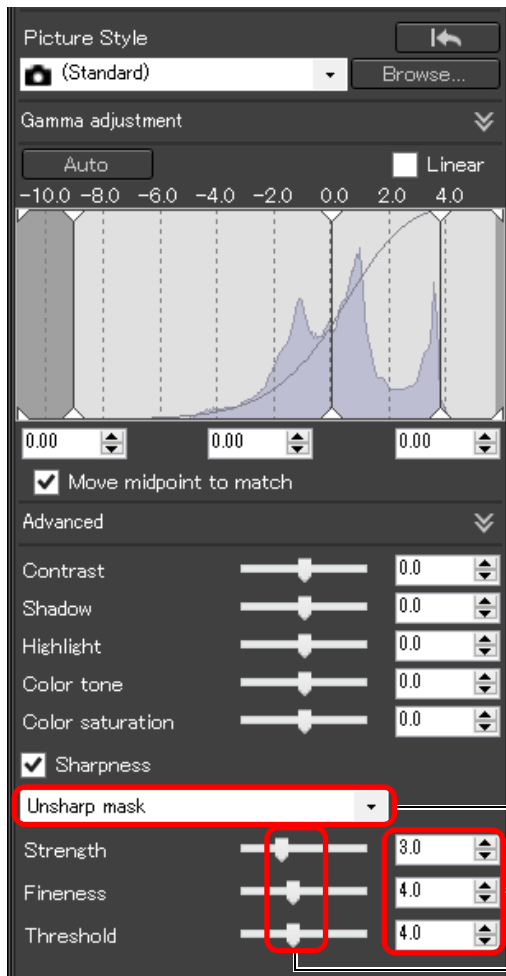 Picture Style
(Standard)
Browse...
Gamma adjustment
Auto
Linear
-10.0 -8.0 -6.0 -4.0 -2.0 0.0 2.0 4.0
0.00 0.00 0.00
Move midpoint to match
Advanced
Contrast 0.0
Shadow 0.0
Highlight 0.0
Color tone 0.0
Color saturation 0.0
Sharpness
Unsharp mask
Strength 3.0
Fineness 4.0
Threshold 4.0